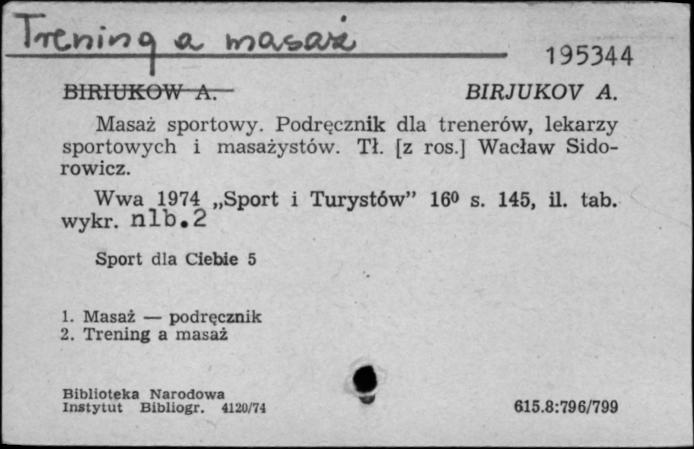 Trening a masaż
195344
BIRIUKOW A. BIRJUKOV A.
Masaż sportowy. Podręcznik dla trenerów, lekarzy
sportowych i masażystów. Tł. [z ros.] Wacław Sido-
rowicz.
Wwa 1974 „Sport i Turystów” 16⁰ s. 145, il. tab.
wykr. nlb.2
Sport dla Ciebie 5
1. Masaż — podręcznik
2. Trening a masaż
Biblioteka Narodowa
Instytut Bibliogr. 4120/74 615.8:796/799